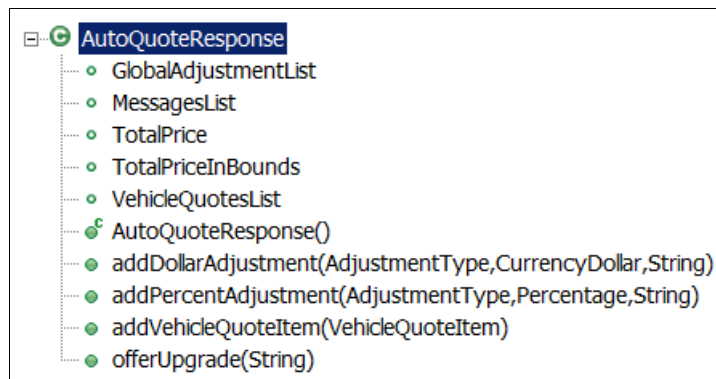 AutoQuoteResponse
GlobalAdjustmentList
MessagesList
TotalPrice
TotalPriceInBounds
VehicleQuotesList
AutoQuoteResponse()
addDollarAdjustment(AdjustmentType,CurrencyDollar,String)
addPercentAdjustment(AdjustmentType,Percentage,String)
addVehicleQuoteItem(VehicleQuoteItem)
offerUpgrade(String)